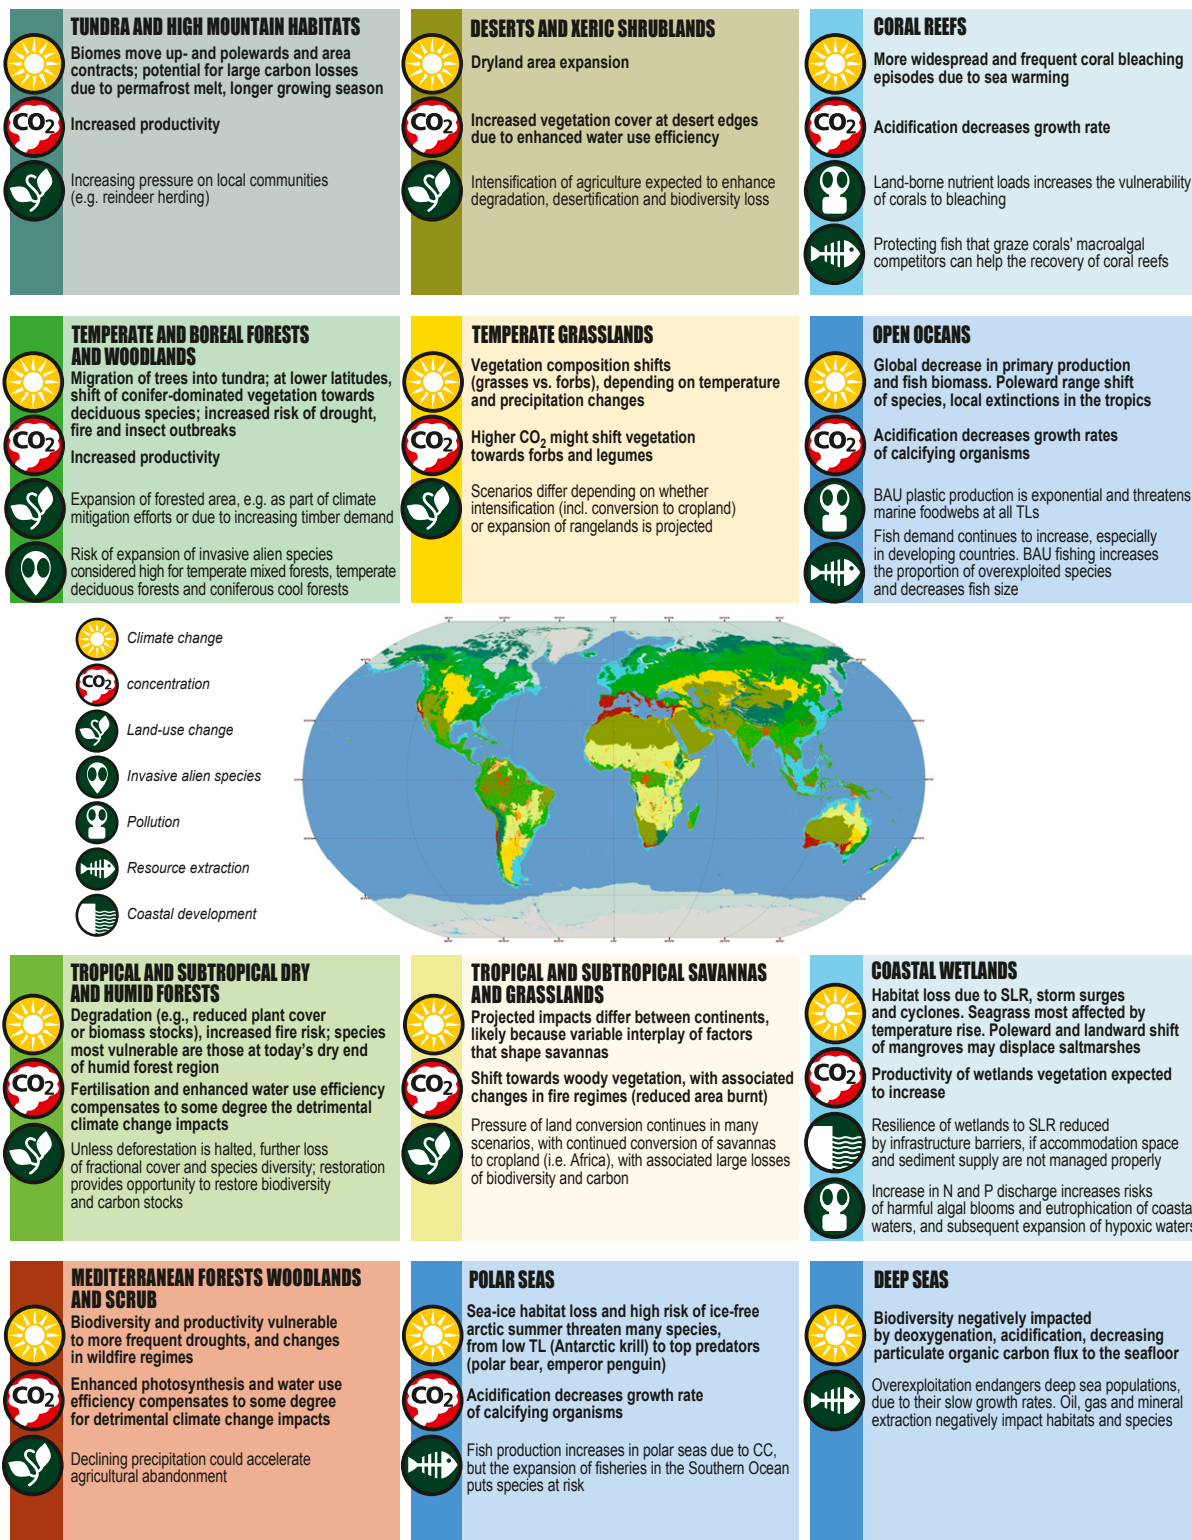 TUNDRA AND HIGH MOUNTAIN HABITATS
Biomes move up- and polewards and area
contracts; potential for large carbon losses
due to permafrost melt, longer growing season
CO2
Increased productivity
Increasing pressure on local communities
(e.g. reindeer herding)
DESERTS AND XERIC SHRUBLANDS
Dryland area expansion
CO2
Increased vegetation cover at desert edges
due to enhanced water use efficiency
Intensification of agriculture expected to enhance
degradation, desertification and biodiversity loss
CORAL REEFS
More widespread and frequent coral bleaching
episodes due to sea warming
CO2
Acidification decreases growth rate
Land-borne nutrient loads increases the vulnerability
of corals to bleaching
Protecting fish that graze corals' macroalgal
competitors can help the recovery of coral reefs
TEMPERATE AND BOREAL FORESTS
AND WOODLANDS
Migration of trees into tundra; at lower latitudes,
shift of conifer-dominated vegetation towards
deciduous species; increased risk of drought,
fire and insect outbreaks
CO2
Increased productivity
Expansion of forested area, e.g. as part of climate
mitigation efforts or due to increasing timber demand
Risk of expansion of invasive alien species
considered high for temperate mixed forests, temperate
deciduous forests and coniferous cool forests
TEMPERATE GRASSLANDS
Vegetation composition shifts
(grasses vs. forbs), depending on temperature
and precipitation changes
CO2
Higher CO2 might shift vegetation
towards forbs and legumes
Scenarios differ depending on whether
intensification (incl. conversion to cropland)
or expansion of rangelands is projected
OPEN OCEANS
Global decrease in primary production
and fish biomass. Poleward range shift
of species, local extinctions in the tropics
CO2
Acidification decreases growth rates
of calcifying organisms
BAU plastic production is exponential and threatens
marine foodwebs at all TLs
Fish demand continues to increase, especially
in developing countries. BAU fishing increases
the proportion of overexploited species
and decreases fish size
Climate change
CO2
concentration
Land-use change
Invasive alien species
Pollution
Resource extraction
Coastal development
TROPICAL AND SUBTROPICAL DRY
AND HUMID FORESTS
Degradation (e.g., reduced plant cover
or biomass stocks), increased fire risk; species
most vulnerable are those at today's dry end
of humid forest region
CO2
Fertilisation and enhanced water use efficiency
compensates to some degree the detrimental
climate change impacts
Unless deforestation is halted, further loss
of fractional cover and species diversity; restoration
provides opportunity to restore biodiversity
and carbon stocks
TROPICAL AND SUBTROPICAL SAVANNAS
AND GRASSLANDS
Projected impacts differ between continents,
likely because variable interplay of factors
that shape savannas
CO2
Shift towards woody vegetation, with associated
changes in fire regimes (reduced area burnt)
Pressure of land conversion continues in many
scenarios, with continued conversion of savannas
to cropland (i.e. Africa), with associated large losses
of biodiversity and carbon
COASTAL WETLANDS
Habitat loss due to SLR, storm surges
and cyclones. Seagrass most affected by
temperature rise. Poleward and landward shift
of mangroves may displace saltmarshes
CO2
Productivity of wetlands vegetation expected
to increase
Resilience of wetlands to SLR reduced
by infrastructure barriers, if accommodation space
and sediment supply are not managed properly
Increase in N and P discharge increases risks
of harmful algal blooms and eutrophication of coasta
waters, and subsequent expansion of hypoxic waters
MEDITERRANEAN FORESTS WOODLANDS
AND SCRUB
Biodiversity and productivity vulnerable
to more frequent droughts, and changes
in wildfire regimes
CO2
Enhanced photosynthesis and water use
efficiency compensates to some degree
for detrimental climate change impacts
Declining precipitation could accelerate
agricultural abandonment
POLAR SEAS
Sea-ice habitat loss and high risk of ice-free
arctic summer threaten many species,
from low TL (Antarctic krill) to top predators
(polar bear, emperor penguin)
CO2
Acidification decreases growth rate
of calcifying organisms
Fish production increases in polar seas due to CC,
but the expansion of fisheries in the Southern Ocean
puts species at risk
DEEP SEAS
Biodiversity negatively impacted
by deoxygenation, acidification, decreasing
particulate organic carbon flux to the seafloor
Overexploitation endangers deep sea populations,
due to their slow growth rates. Oil, gas and mineral
extraction negatively impact habitats and species